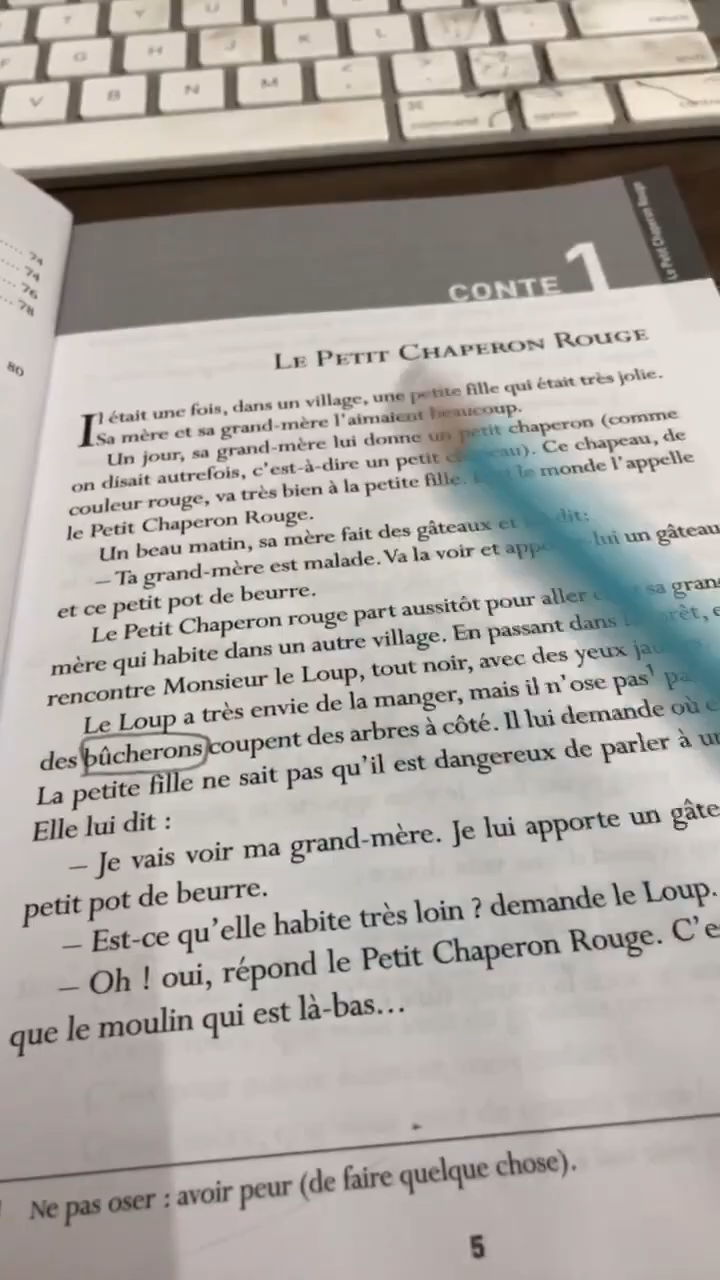 V
B
N
M
G
H
J
K
L
command
option
..... 74
.... 74
... 76
... 78
80
Le Petit Chaperon Rouge
CONTE 1
LE PETIT CHAPERON ROUGE
Il était une fois, dans un village, une petite fille qui était très jolie.
Sa mère et sa grand-mère l'aimaient beaucoup.
Un jour, sa grand-mère lui donne un petit chaperon (comme
on disait autrefois, c'est-à-dire un petit). Ce chapeau, de
couleur rouge, va très bien à la petite fille. le monde l'appelle
le Petit Chaperon Rouge.
Un beau matin, sa mère fait des gâteaux et dit:
– Ta grand-mère est malade. Va la voir et lui un gâteau
et ce petit pot de beurre.
Le Petit Chaperon rouge part aussitôt pour aller sa
mère qui habite dans un autre village. En passant dans
rencontre Monsieur le Loup, tout noir, avec des yeux
Le Loup a très envie de la manger, mais il n'ose pas¹
des bûcherons coupent des arbres à côté. Il lui demande où
La petite fille ne sait pas qu'il est dangereux de parler à
Elle lui dit :
– Je vais voir ma grand-mère. Je lui apporte un
petit pot de beurre.
– Est-ce qu'elle habite très loin ? demande le Loup.
– Oh ! oui, répond le Petit Chaperon Rouge.
que le moulin qui est là-bas...
Ne pas oser : avoir peur (de faire quelque chose).
5